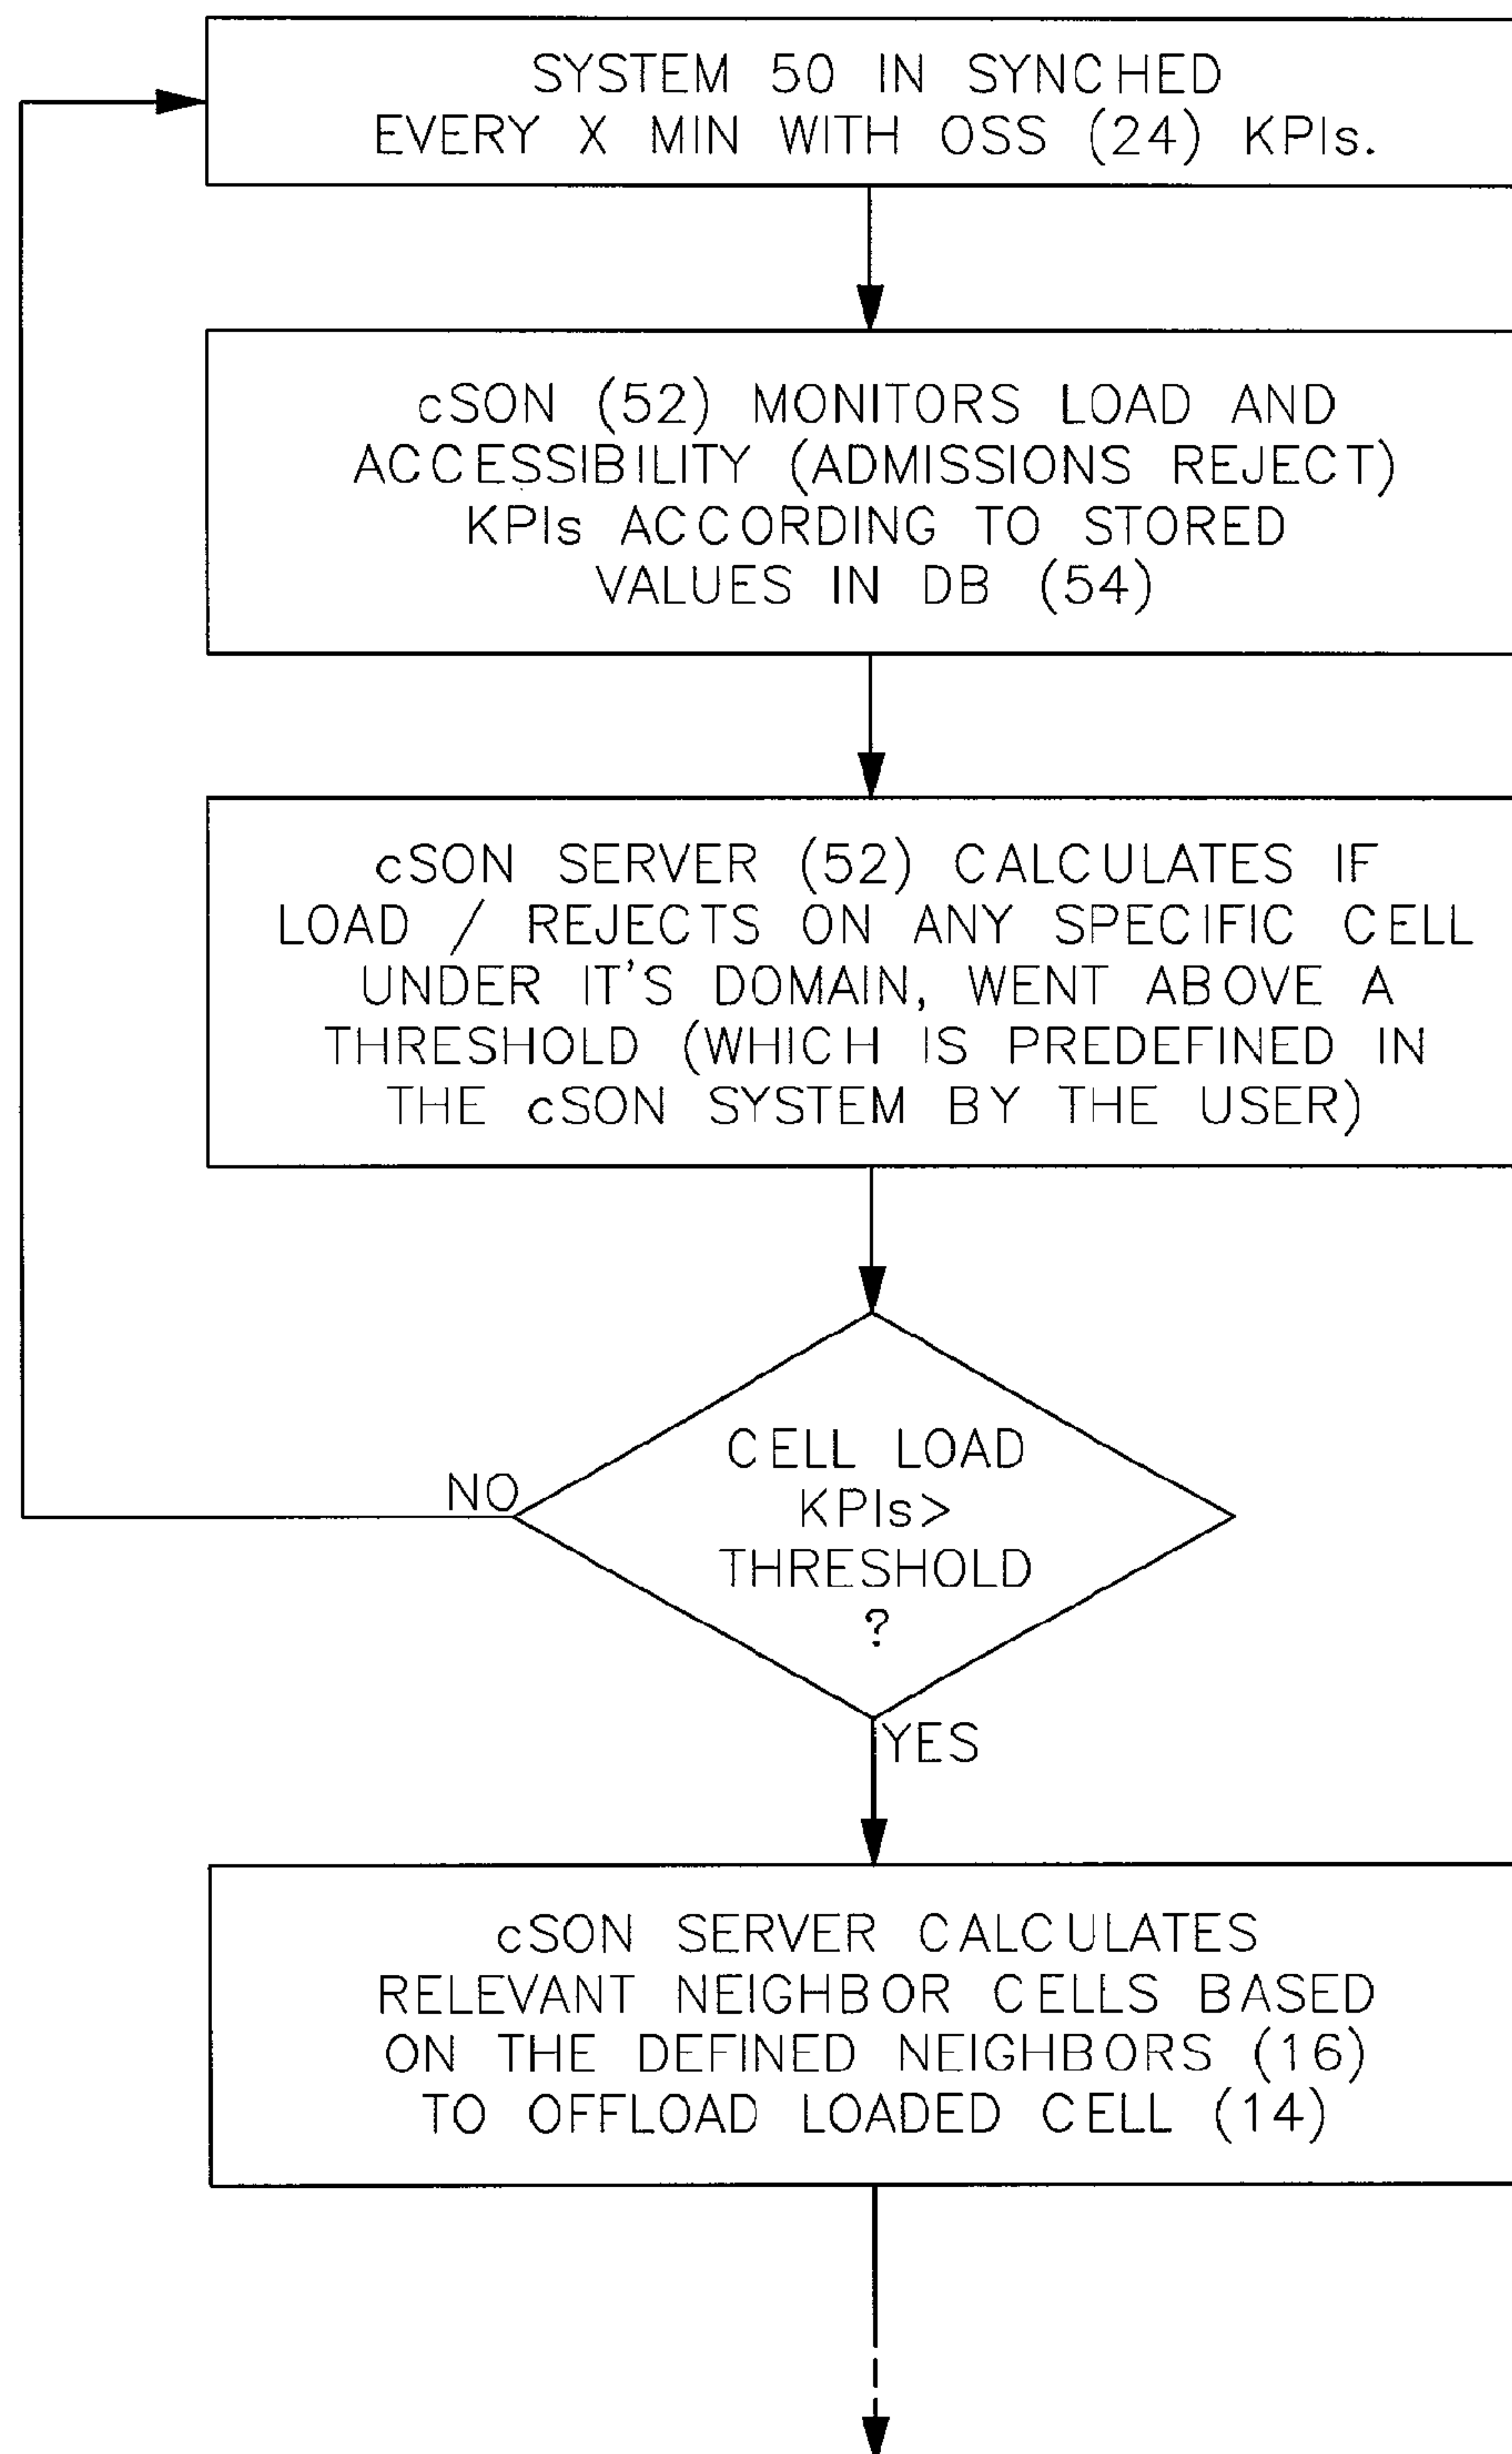 SYSTEM 50 IN SYNCHED
EVERY X MIN WITH OSS (24) KPIs.
cSON (52) MONITORS LOAD AND
ACCESSIBILITY (ADMISSIONS REJECT)
KPIs ACCORDING TO STORED
VALUES IN DB (54)
cSON SERVER (52) CALCULATES IF
LOAD / REJECTS ON ANY SPECIFIC CELL
UNDER IT'S DOMAIN, WENT ABOVE A
THRESHOLD (WHICH IS PREDEFINED IN
THE cSON SYSTEM BY THE USER)
CELL LOAD
KPIs>
THRESHOLD
?
NO
YES
cSON SERVER CALCULATES
RELEVANT NEIGHBOR CELLS BASED
ON THE DEFINED NEIGHBORS (16)
TO OFFLOAD LOADED CELL (14)